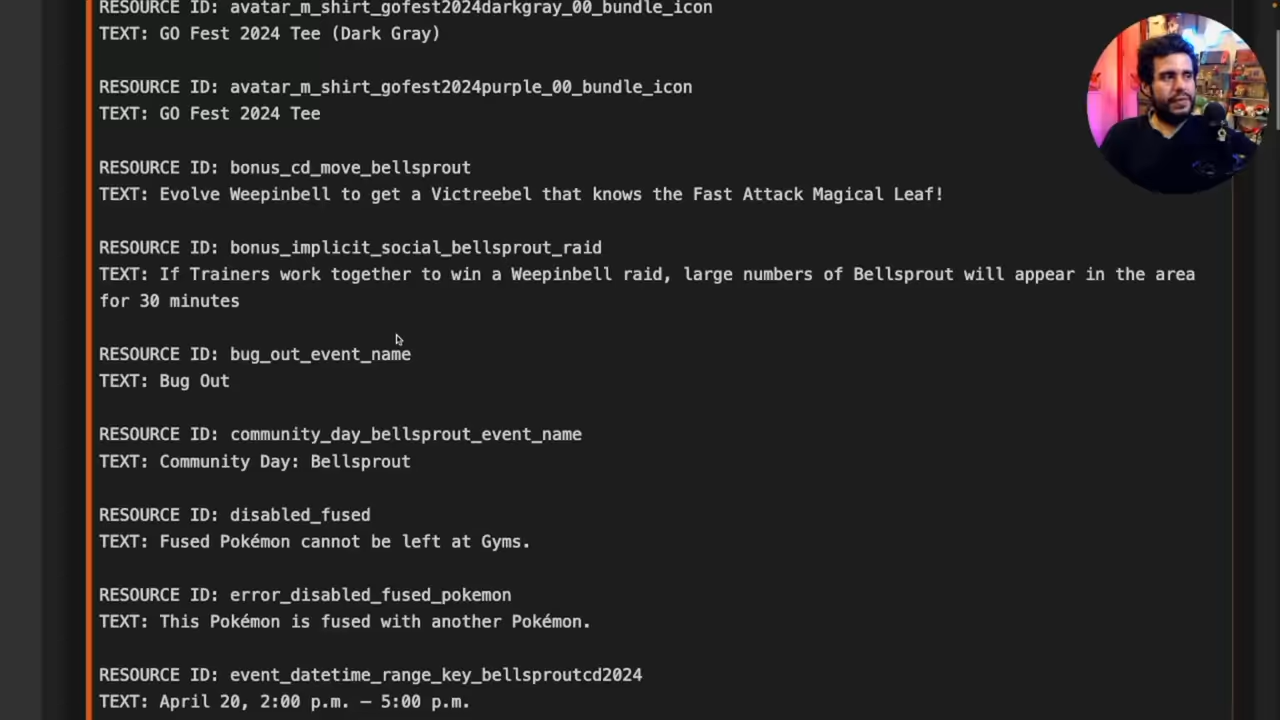 RESOURCE ID: avatar_m_shirt_gofest2024darkgray_00_bundle_icon
TEXT: GO Fest 2024 Tee (Dark Gray)
RESOURCE ID: avatar_m_shirt_gofest2024purple_00_bundle_icon
TEXT: GO Fest 2024 Tee
RESOURCE ID: bonus_cd_move_bellsprout
TEXT: Evolve Weepinbell to get a Victreebel that knows the Fast Attack Magical Leaf!
RESOURCE ID: bonus_implicit_social_bellsprout_raid
TEXT: If Trainers work together to win a Weepinbell raid, large numbers of Bellsprout will appear in the area
for 30 minutes
RESOURCE ID: bug_out_event_name
TEXT: Bug Out
RESOURCE ID: community_day_bellsprout_event_name
TEXT: Community Day: Bellsprout
RESOURCE ID: disabled_fused
TEXT: Fused Pokémon cannot be left at Gyms.
RESOURCE ID: error_disabled_fused_pokemon
TEXT: This Pokémon is fused with another Pokémon.
RESOURCE ID: event_datetime_range_key_bellsproutcd2024
TEXT: April 20, 2:00 p.m. – 5:00 p.m.